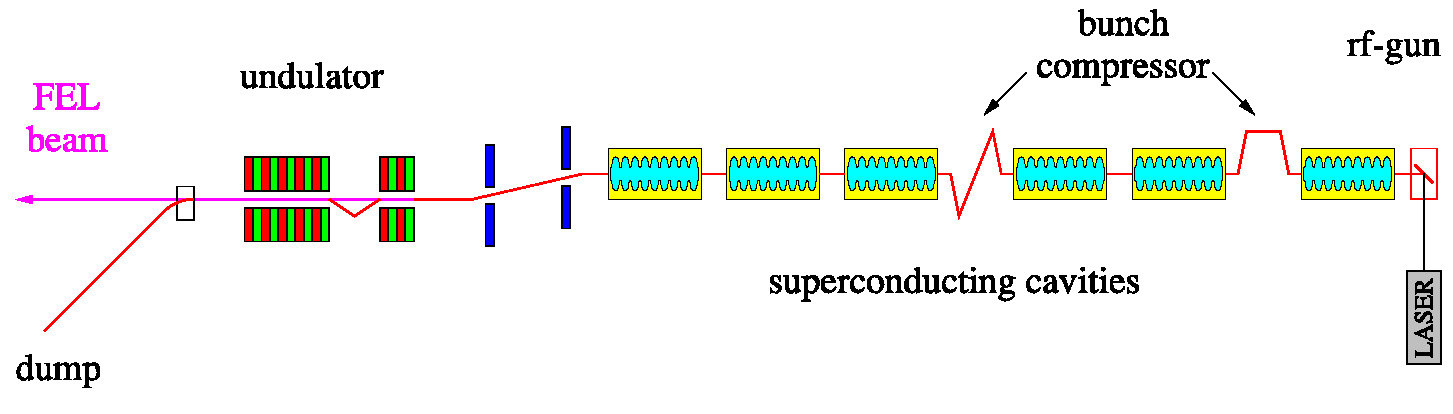 bunch
compressor
rf-gun
undulator
FEL
beam
superconducting cavities
LASER
dump